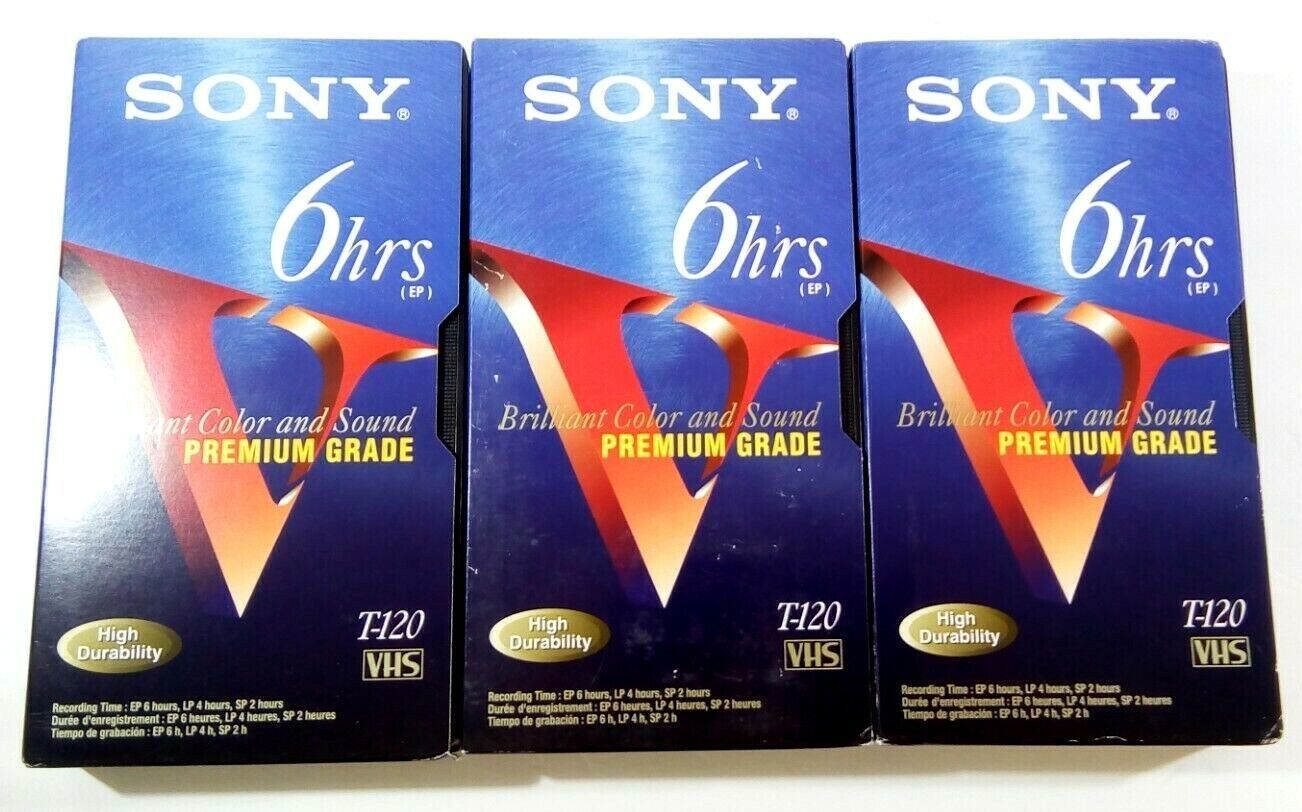 SONY®
6hrs
(EP)
ant Color and Sound
PREMIUM GRADE
High
Durability
T-120
VHS
Recording Time : EP 6 hours, LP 4 hours, SP 2 hours
Durée d'enregistrement : EP 6 heures, LP 4 heures, SP 2 heures
Tiempo de grabación : EP 6 h, LP 4 h, SP 2 h
SONY®
6hrs
(EP)
Brilliant Color and Sound
PREMIUM GRADE
High
Durability
T-120
VHS
Recording Time : EP 6 hours, LP 4 hours, SP 2 hours
Durée d'enregistrement : EP 6 heures, LP 4 heures, SP 2 heures
Tiempo de grabación : EP 6 h, LP 4 h, SP 2 h
SONY®
6hrs
(EP)
Brilliant Color and Sound
PREMIUM GRADE
High
Durability
T-120
VHS
Recording Time : EP 6 hours, LP 4 hours, SP 2 hours
Durée d'enregistrement : EP 6 heures, LP 4 heures, SP 2 heures
Tiempo de grabación : EP 6 h, LP 4 h, SP 2 h